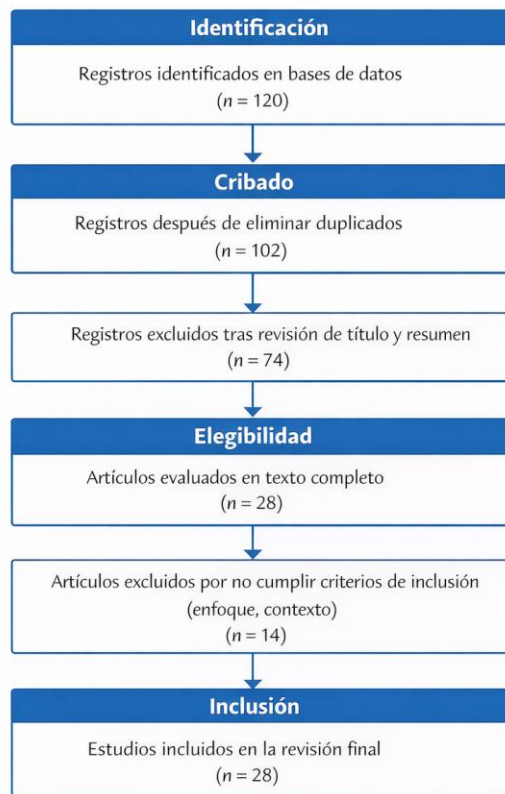 Identificación
Registros identificados en bases de datos
(n = 120)
Cribado
Registros después de eliminar duplicados
(n = 102)
Registros excluidos tras revisión de título y resumen
(n = 74)
Elegibilidad
Artículos evaluados en texto completo
(n = 28)
Artículos excluidos por no cumplir criterios de inclusión
(enfoque, contexto)
(n = 14)
Inclusión
Estudios incluidos en la revisión final
(n = 28)